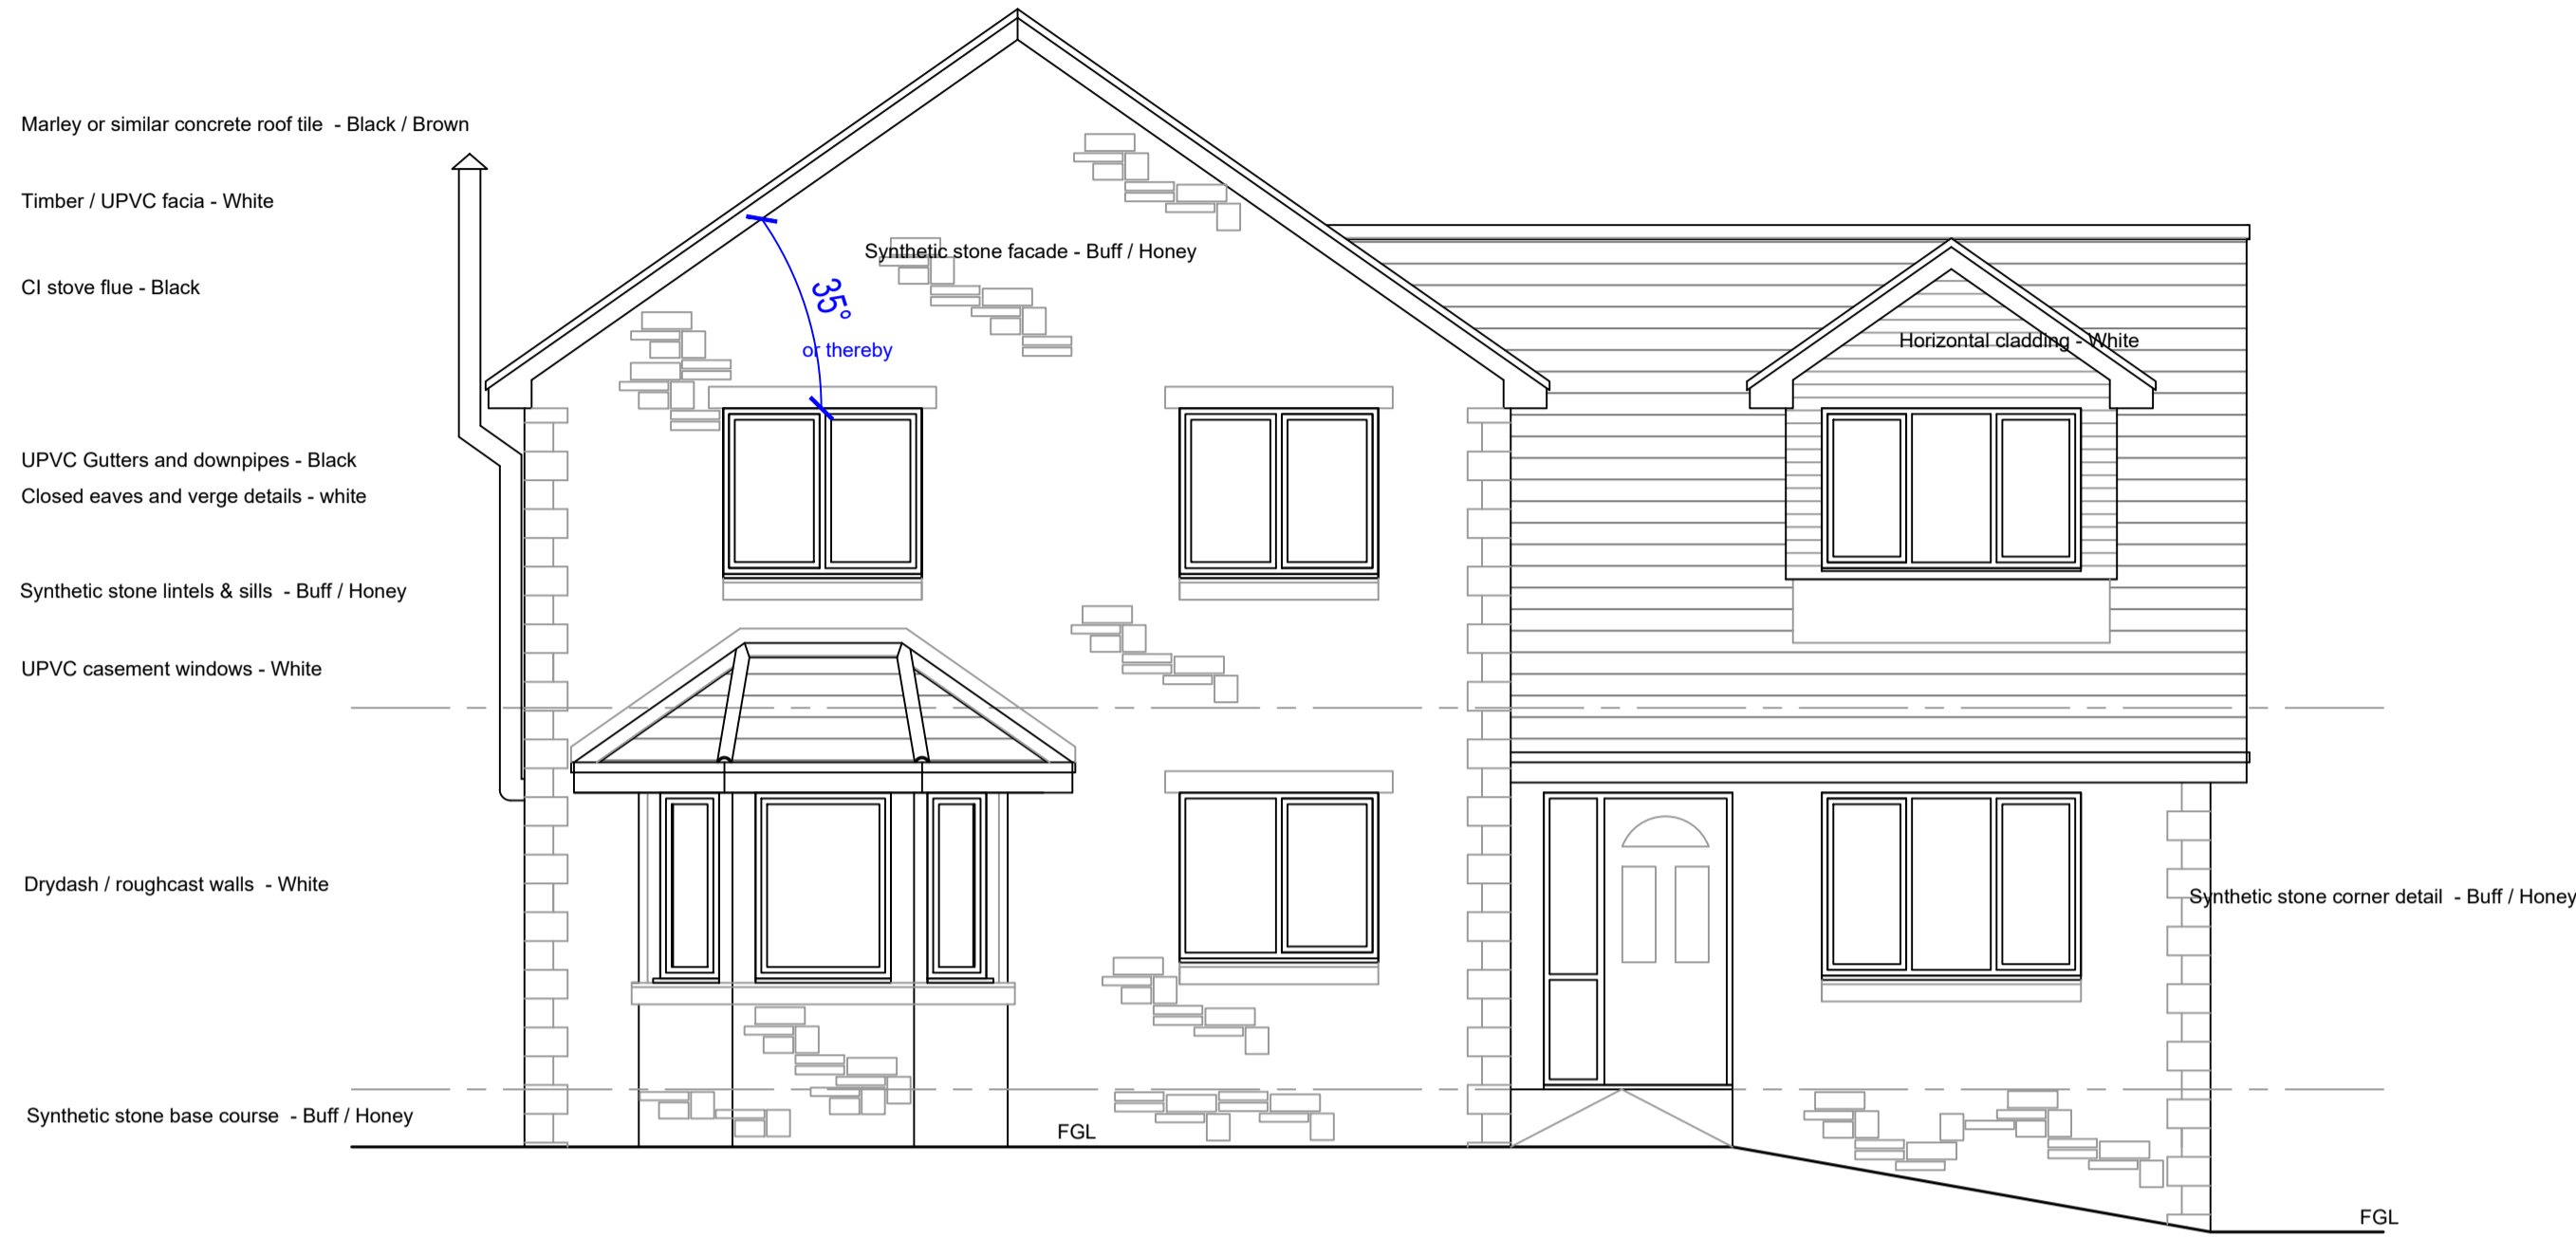 Marley or similar concrete roof tile  - Black / Brown
Timber / UPVC facia - White
Synthetic stone facade - Buff / Honey
CI stove flue - Black
35°
or thereby
Horizontal cladding - White
UPVC Gutters and downpipes - Black
Closed eaves and verge details - white
Synthetic stone lintels & sills  - Buff / Honey
UPVC casement windows - White
Drydash / roughcast walls  - White
Synthetic stone corner detail  - Buff / Honey
Synthetic stone base course  - Buff / Honey
FGL
FGL